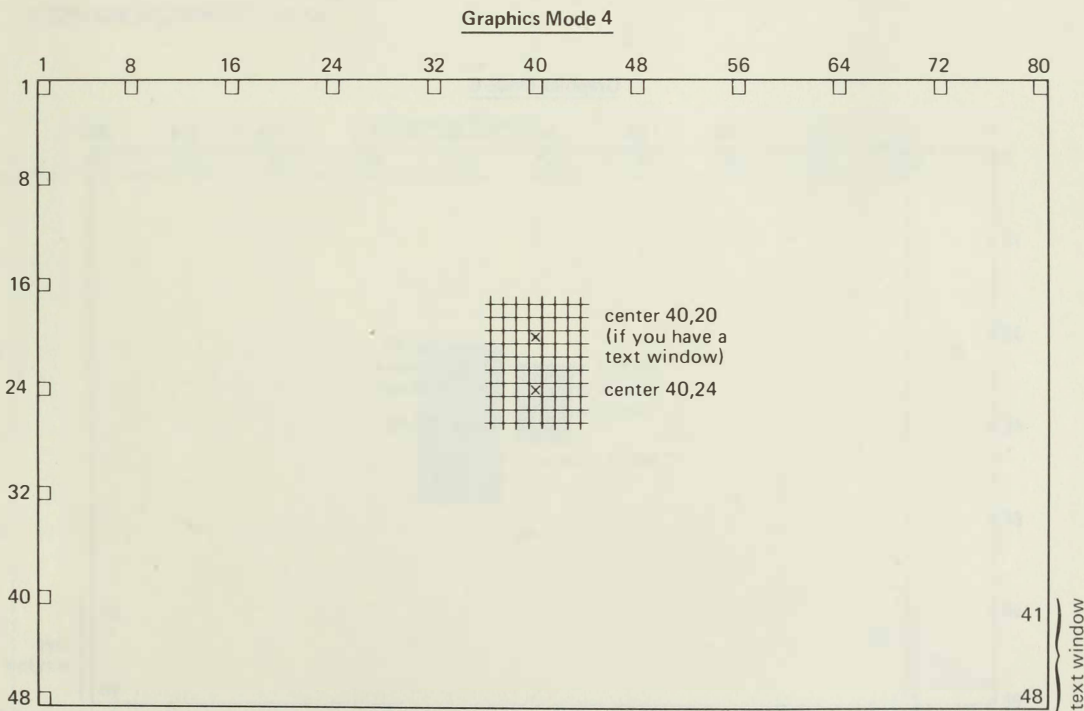 Graphics Mode 4
1 8 16 24 32 40 48 56 64 72 80
1
8
16
center 40,20
(if you have a
text window)
24
center 40,24
32
40
41
48
48
text window